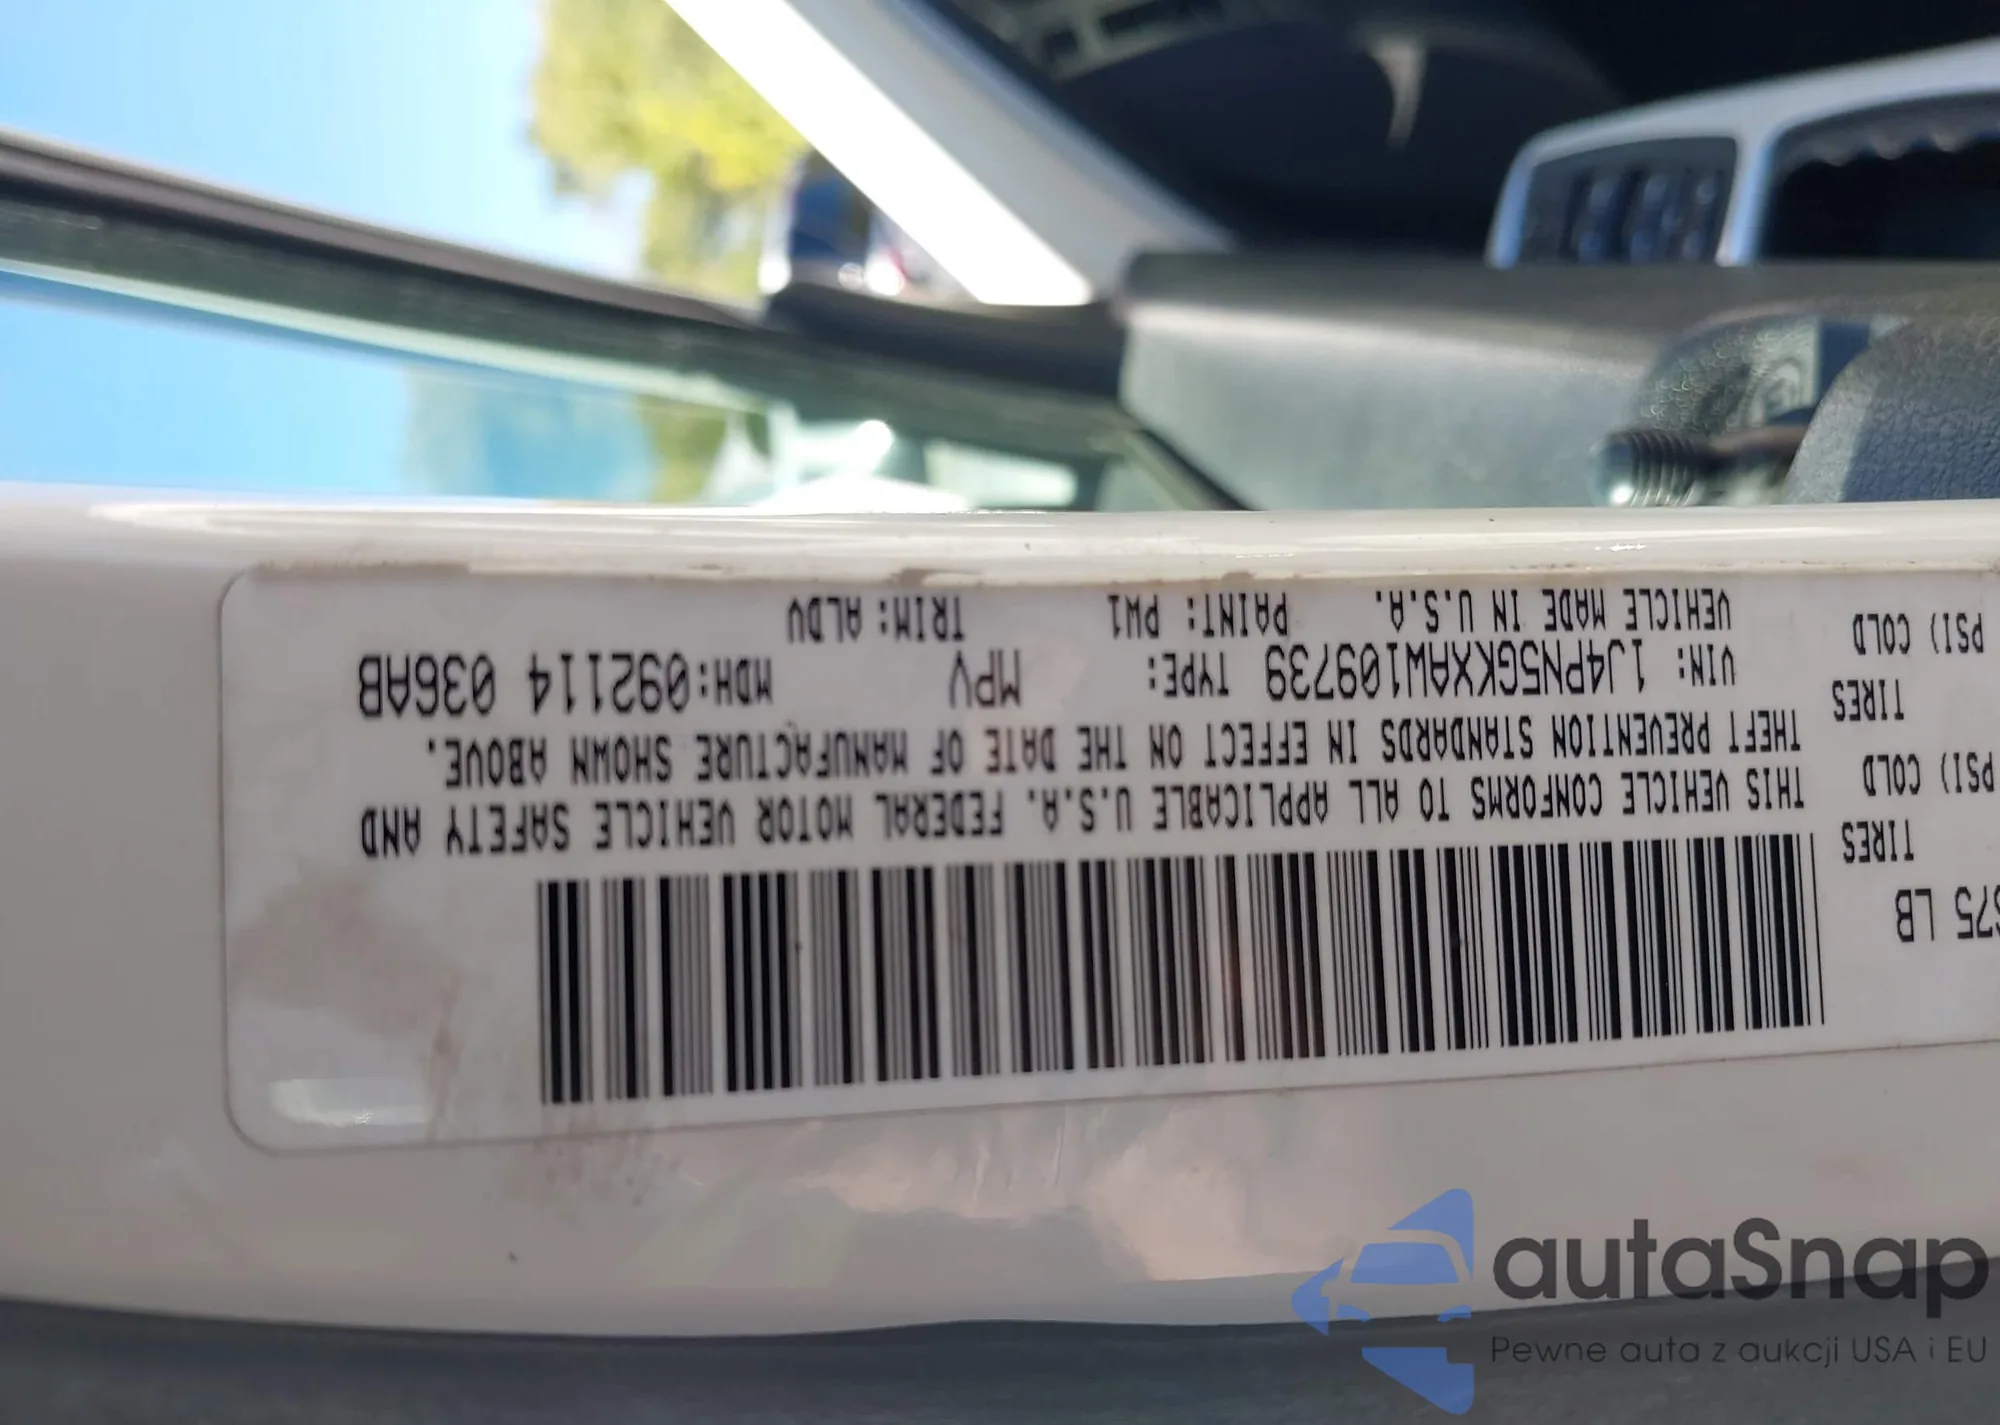 75 LB
TIRES
PSI) COLD
TIRES
PSI) COLD
THIS VEHICLE CONFORMS TO ALL APPLICABLE U.S.A. FEDERAL MOTOR VEHICLE SAFETY AND
THEFT PREVENTION STANDARDS IN EFFECT ON THE DATE OF MANUFACTURE SHOWN ABOVE.
VIN: 1J4PN5GKXAW109739 TYPE: MPV MDH:092114 036AB
VEHICLE MADE IN U.S.A. PAINT: PW1 TRIM: ALDV
autaSnap
Pewne auta z aukcji USA i EU